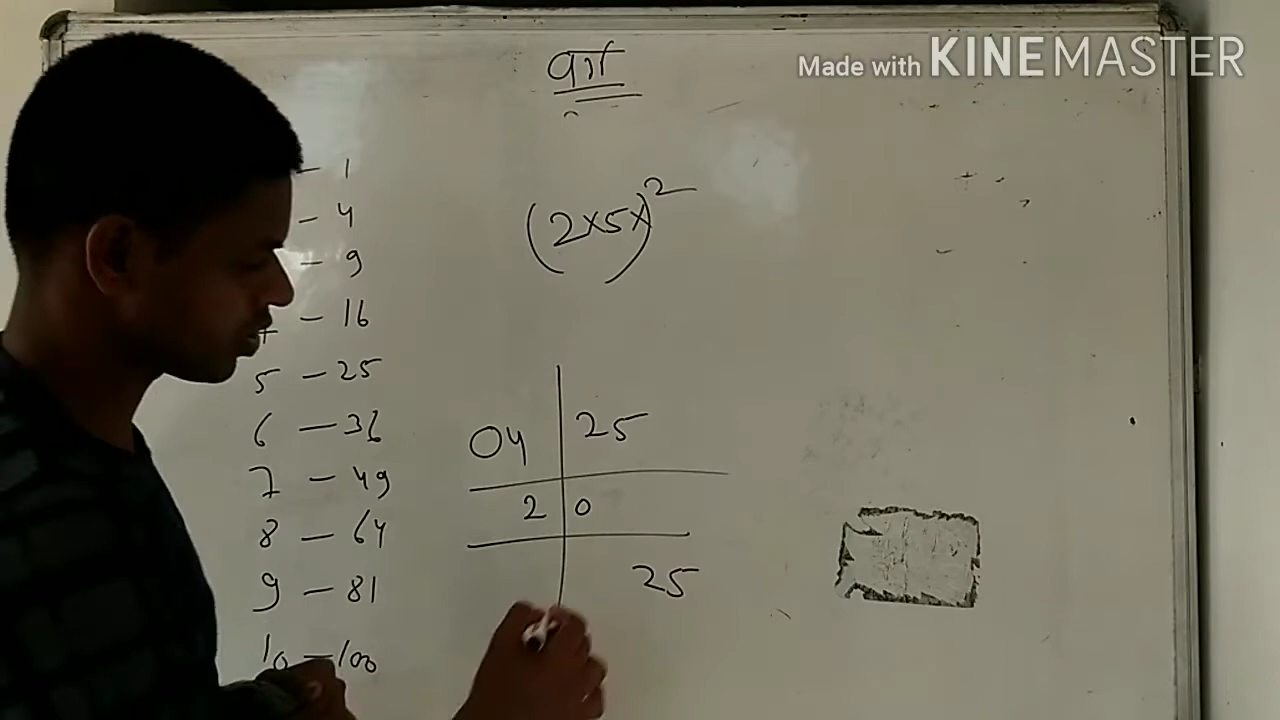 वर्ग
Made with KINEMASTER
(2×5×)²
– 1
– 4
– 9
– 16
5 – 25
6 – 36
7 – 49
8 – 64
9 – 81
10 – 100
04 | 25
2 | 0
25